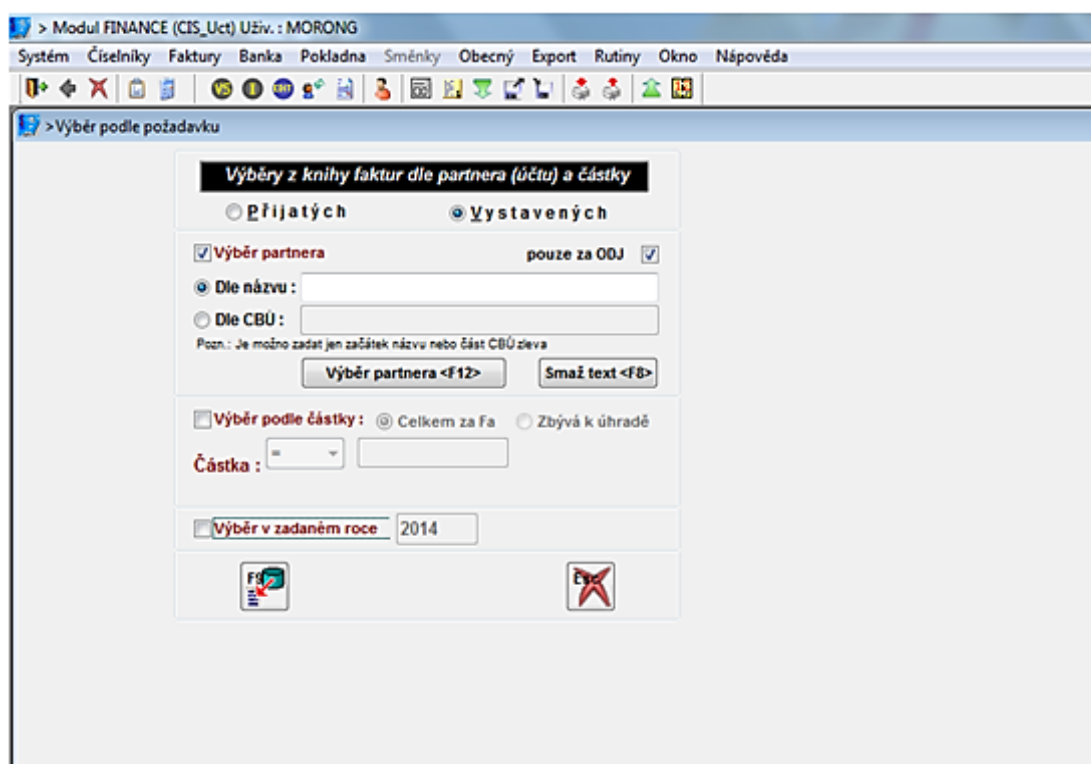 > Modul FINANCE (CIS_Uct) Uživ. : MORONG
Systém Číselníky Faktury Banka Pokladna Směnky Obecný Export Rutiny Okno Nápověda
> Výběr podle požadavku
Výběry z knihy faktur dle partnera (účtu) a částky
Přijatých Vystavených
Výběr partnera pouze za ODJ
Dle názvu :
Dle CBÚ :
Pozn.: Je možno zadat jen začátek názvu nebo část CBÚ zleva
Výběr partnera <F12> Smaž text <F8>
Výběr podle částky : Celkem za Fa Zbývá k úhradě
Částka : =
Výběr v zadaném roce 2014
F9 Esc